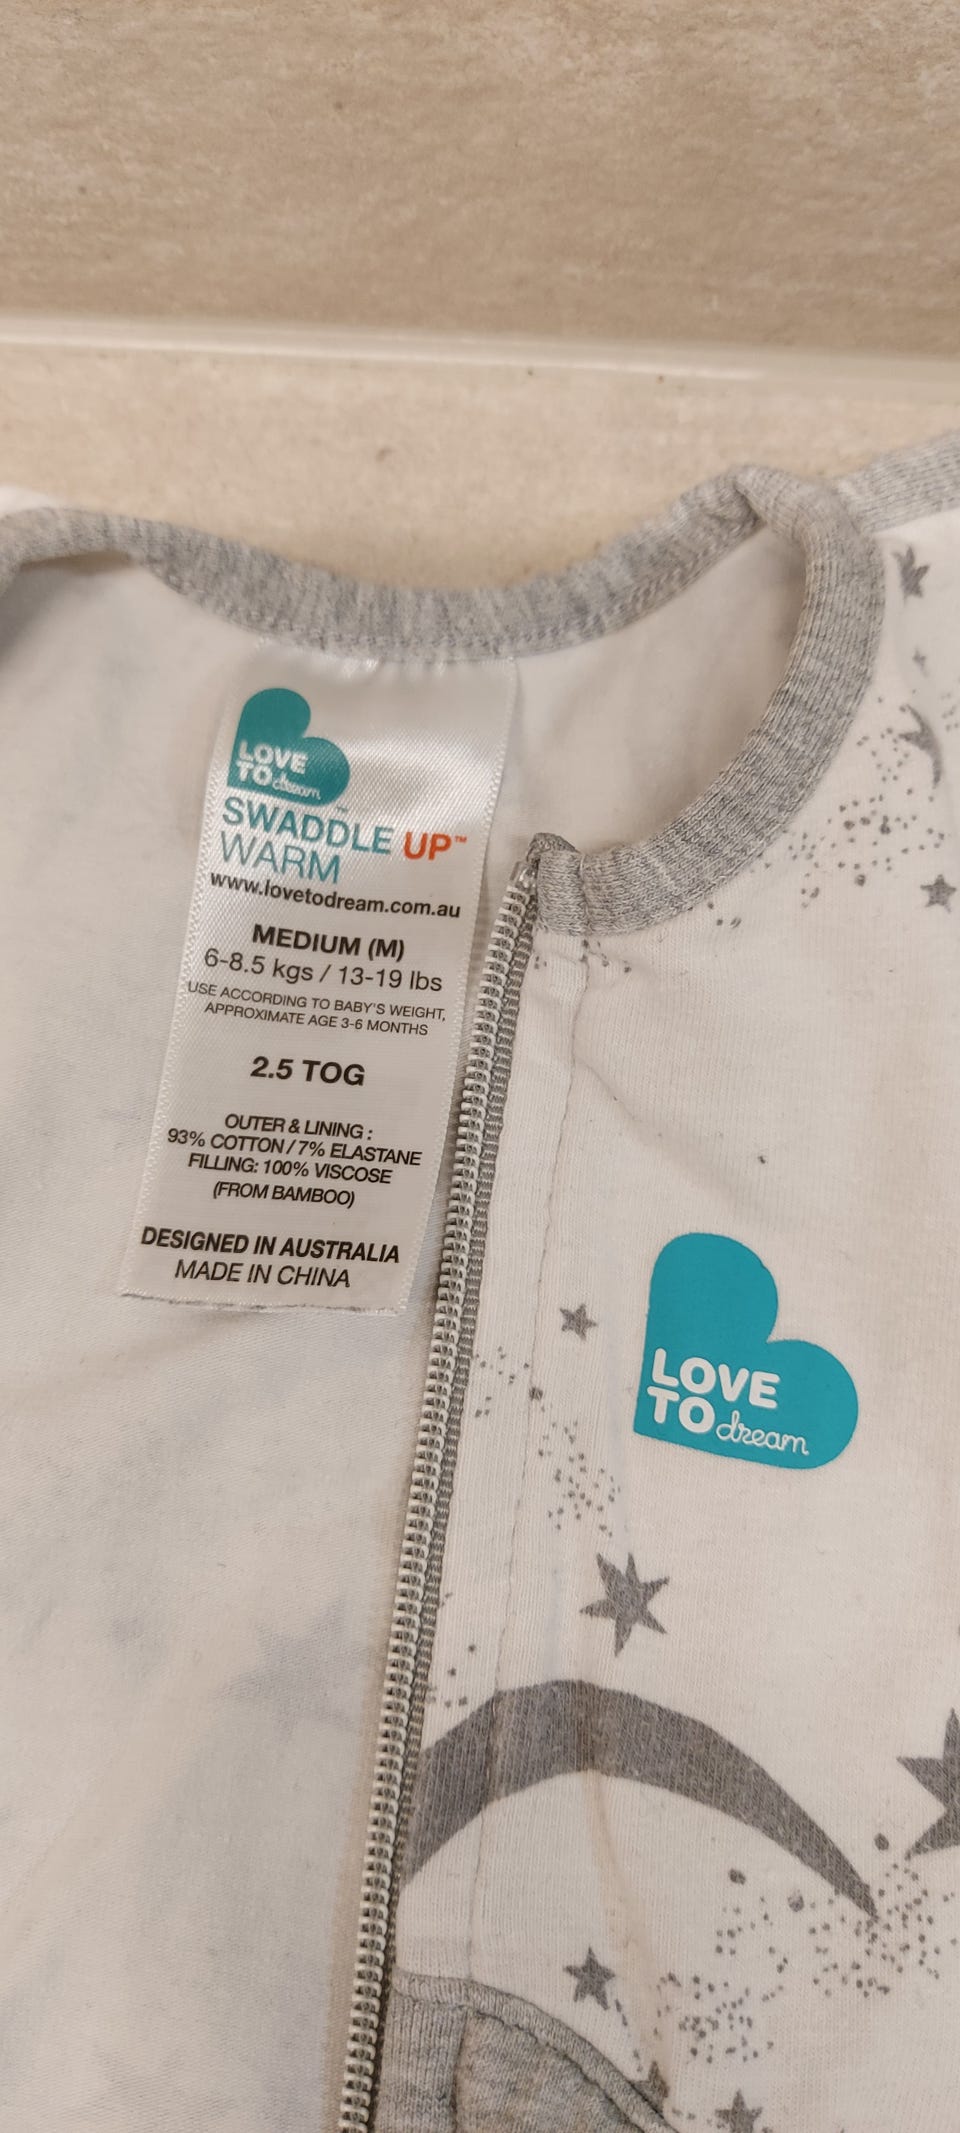 LOVE
TO dream
SWADDLE UP™
WARM
www.lovetodream.com.au
MEDIUM (M)
6-8.5 kgs / 13-19 lbs
USE ACCORDING TO BABY'S WEIGHT,
APPROXIMATE AGE 3-6 MONTHS
2.5 TOG
OUTER & LINING :
93% COTTON / 7% ELASTANE
FILLING: 100% VISCOSE
(FROM BAMBOO)
DESIGNED IN AUSTRALIA
MADE IN CHINA
LOVE
TO dream